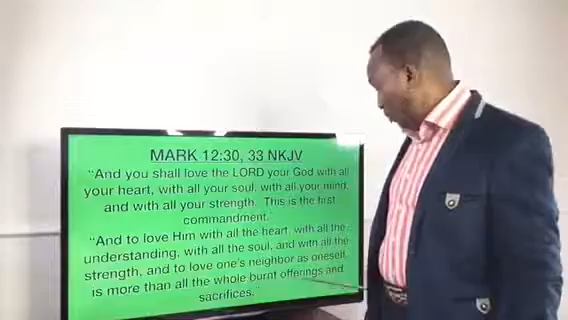 MARK 12:30, 33 NKJV
“And you shall love the LORD your God with all
your heart, with all your soul, with all your mind,
and with all your strength. This is the first
commandment.
“And to love Him with all the heart, with all the
understanding, with all the soul, and with all the
strength, and to love one's neighbor as oneself,
is more than all the whole burnt offerings and
sacrifices.”